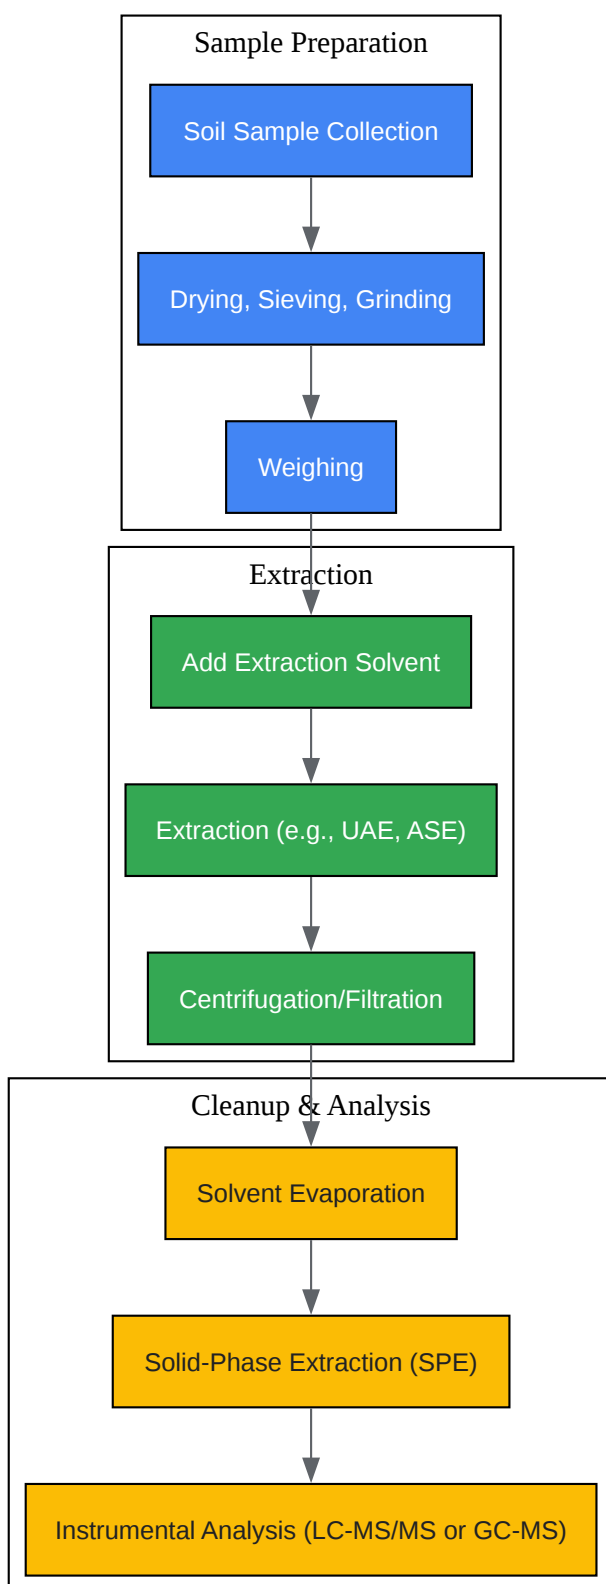 Sample Preparation
Soil Sample Collection
Drying, Sieving, Grinding
Weighing
Extraction
Add Extraction Solvent
Extraction (e.g., UAE, ASE)
Centrifugation/Filtration
Cleanup & Analysis
Solvent Evaporation
Solid-Phase Extraction (SPE)
Instrumental Analysis (LC-MS/MS or GC-MS)